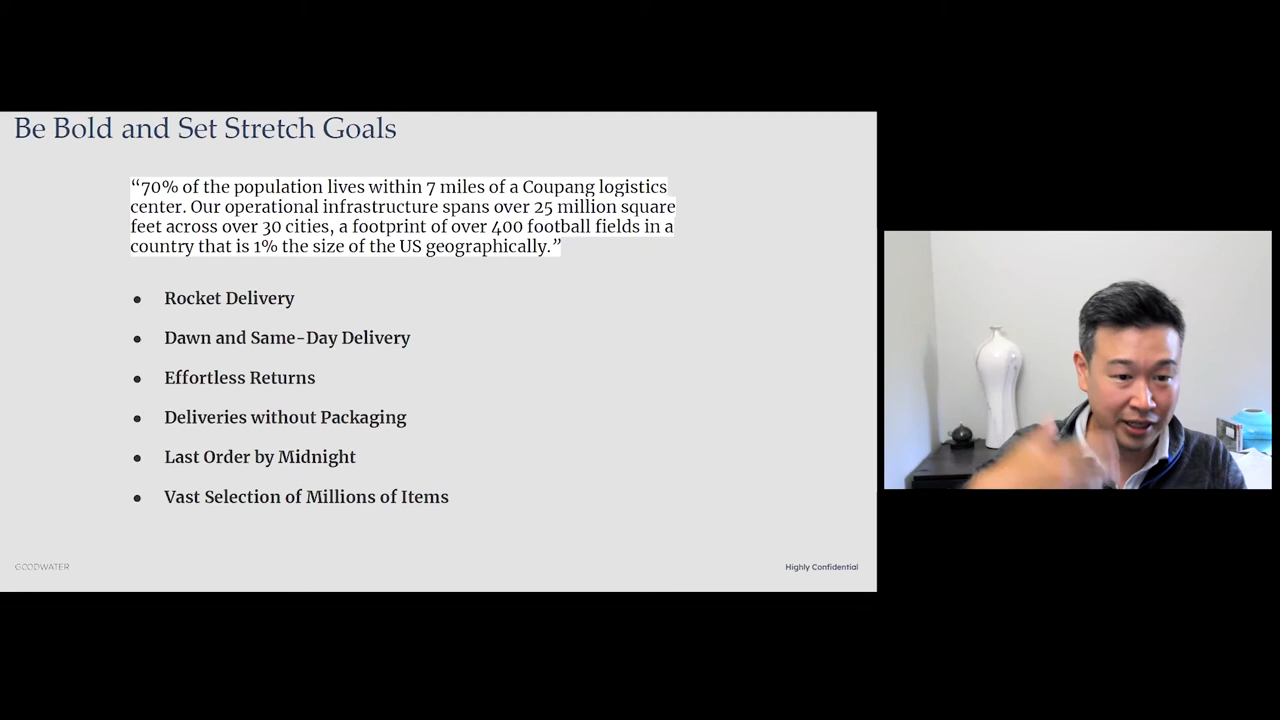 Be Bold and Set Stretch Goals
“70% of the population lives within 7 miles of a Coupang logistics
center. Our operational infrastructure spans over 25 million square
feet across over 30 cities, a footprint of over 400 football fields in a
country that is 1% the size of the US geographically.”
● Rocket Delivery
● Dawn and Same-Day Delivery
● Effortless Returns
● Deliveries without Packaging
● Last Order by Midnight
● Vast Selection of Millions of Items
GOODWATER
Highly Confidential